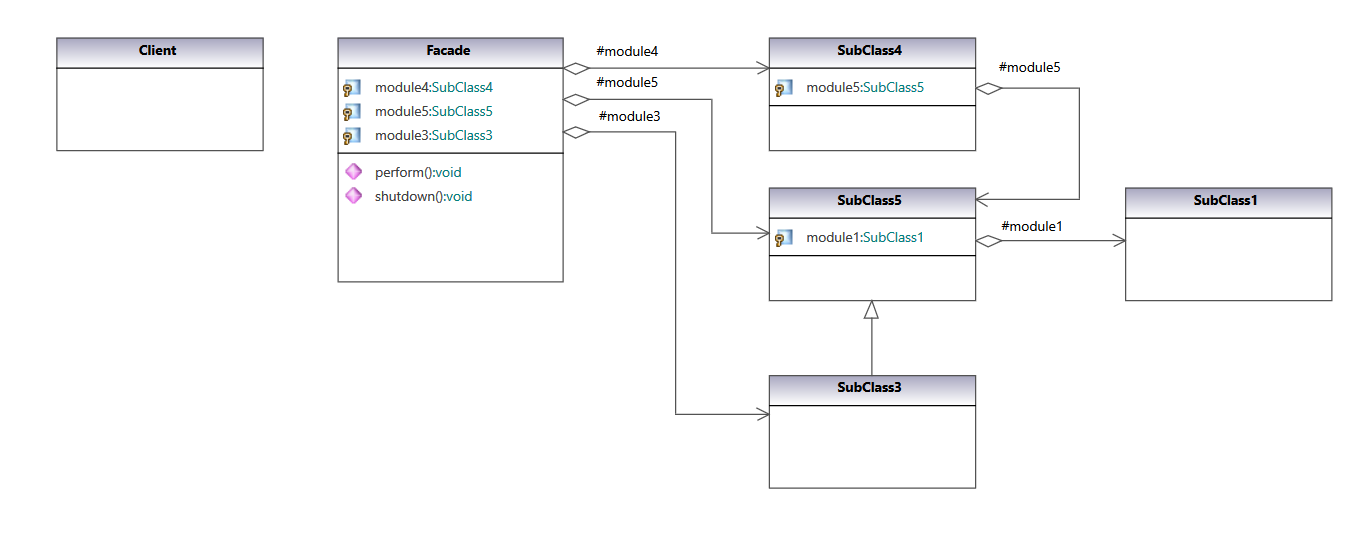 Client
Facade
module4:SubClass4
module5:SubClass5
module3:SubClass3
perform():void
shutdown():void
#module4
#module5
#module3
SubClass4
module5:SubClass5
#module5
SubClass5
module1:SubClass1
#module1
SubClass1
SubClass3